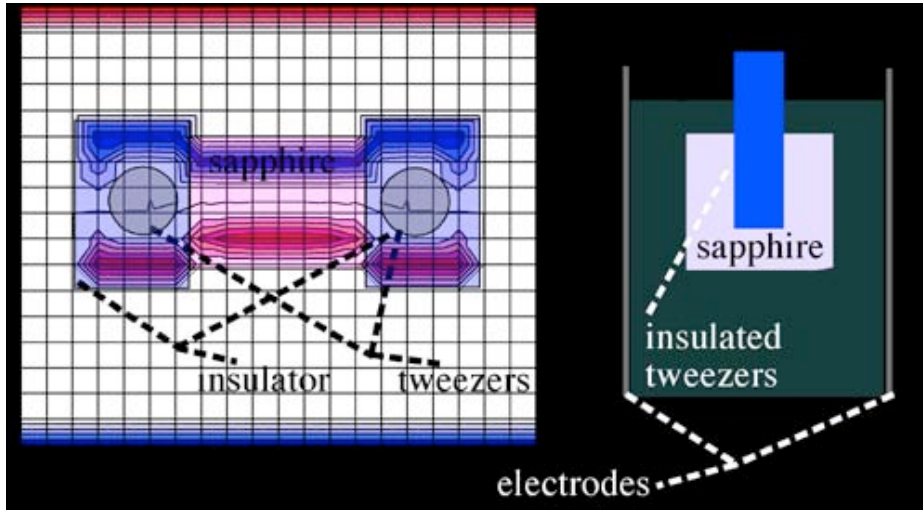 sapphire
insulator
tweezers
sapphire
insulated
tweezers
electrodes